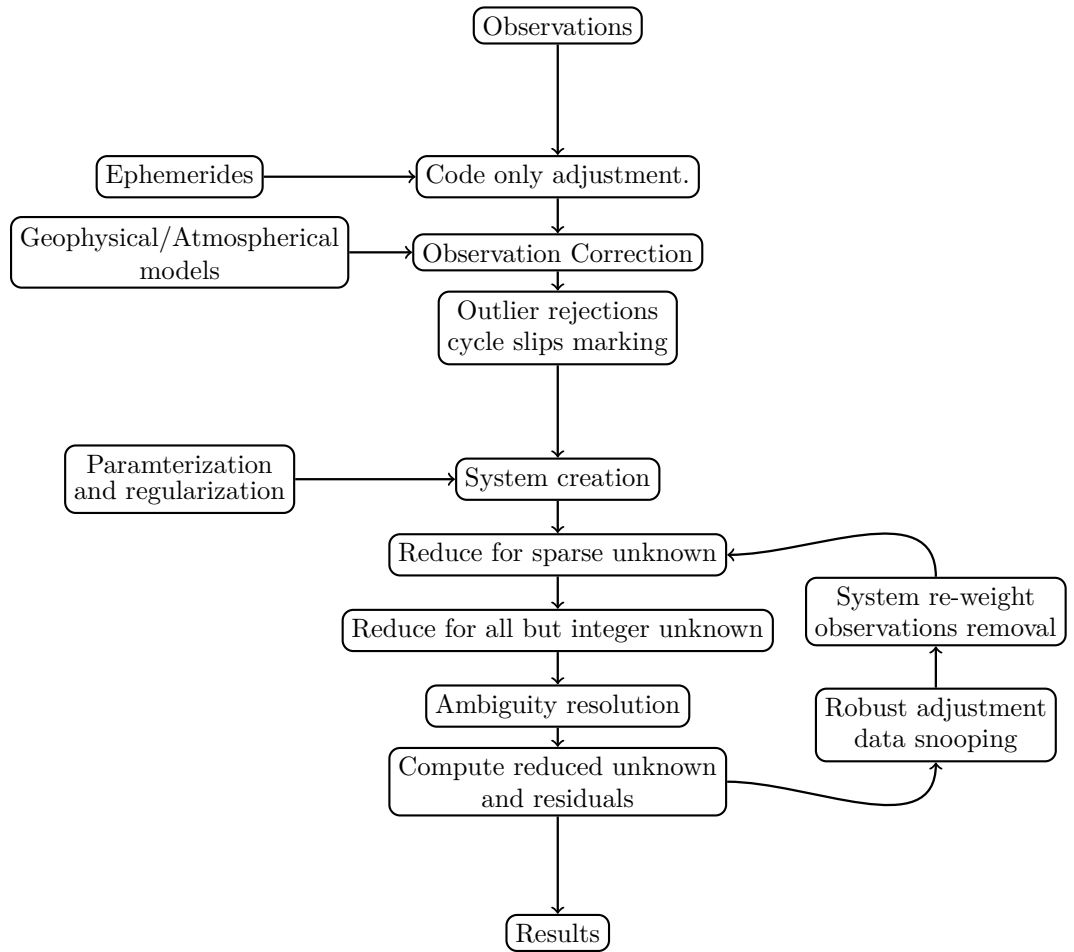 Observations
Ephemerides
Code only adjustment.
Geophysical/Atmospherical
models
Observation Correction
Outlier rejections
cycle slips marking
Paramterization
and regularization
System creation
Reduce for sparse unknown
System re-weight
observations removal
Reduce for all but integer unknown
Ambiguity resolution
Robust adjustment
data snooping
Compute reduced unknown
and residuals
Results